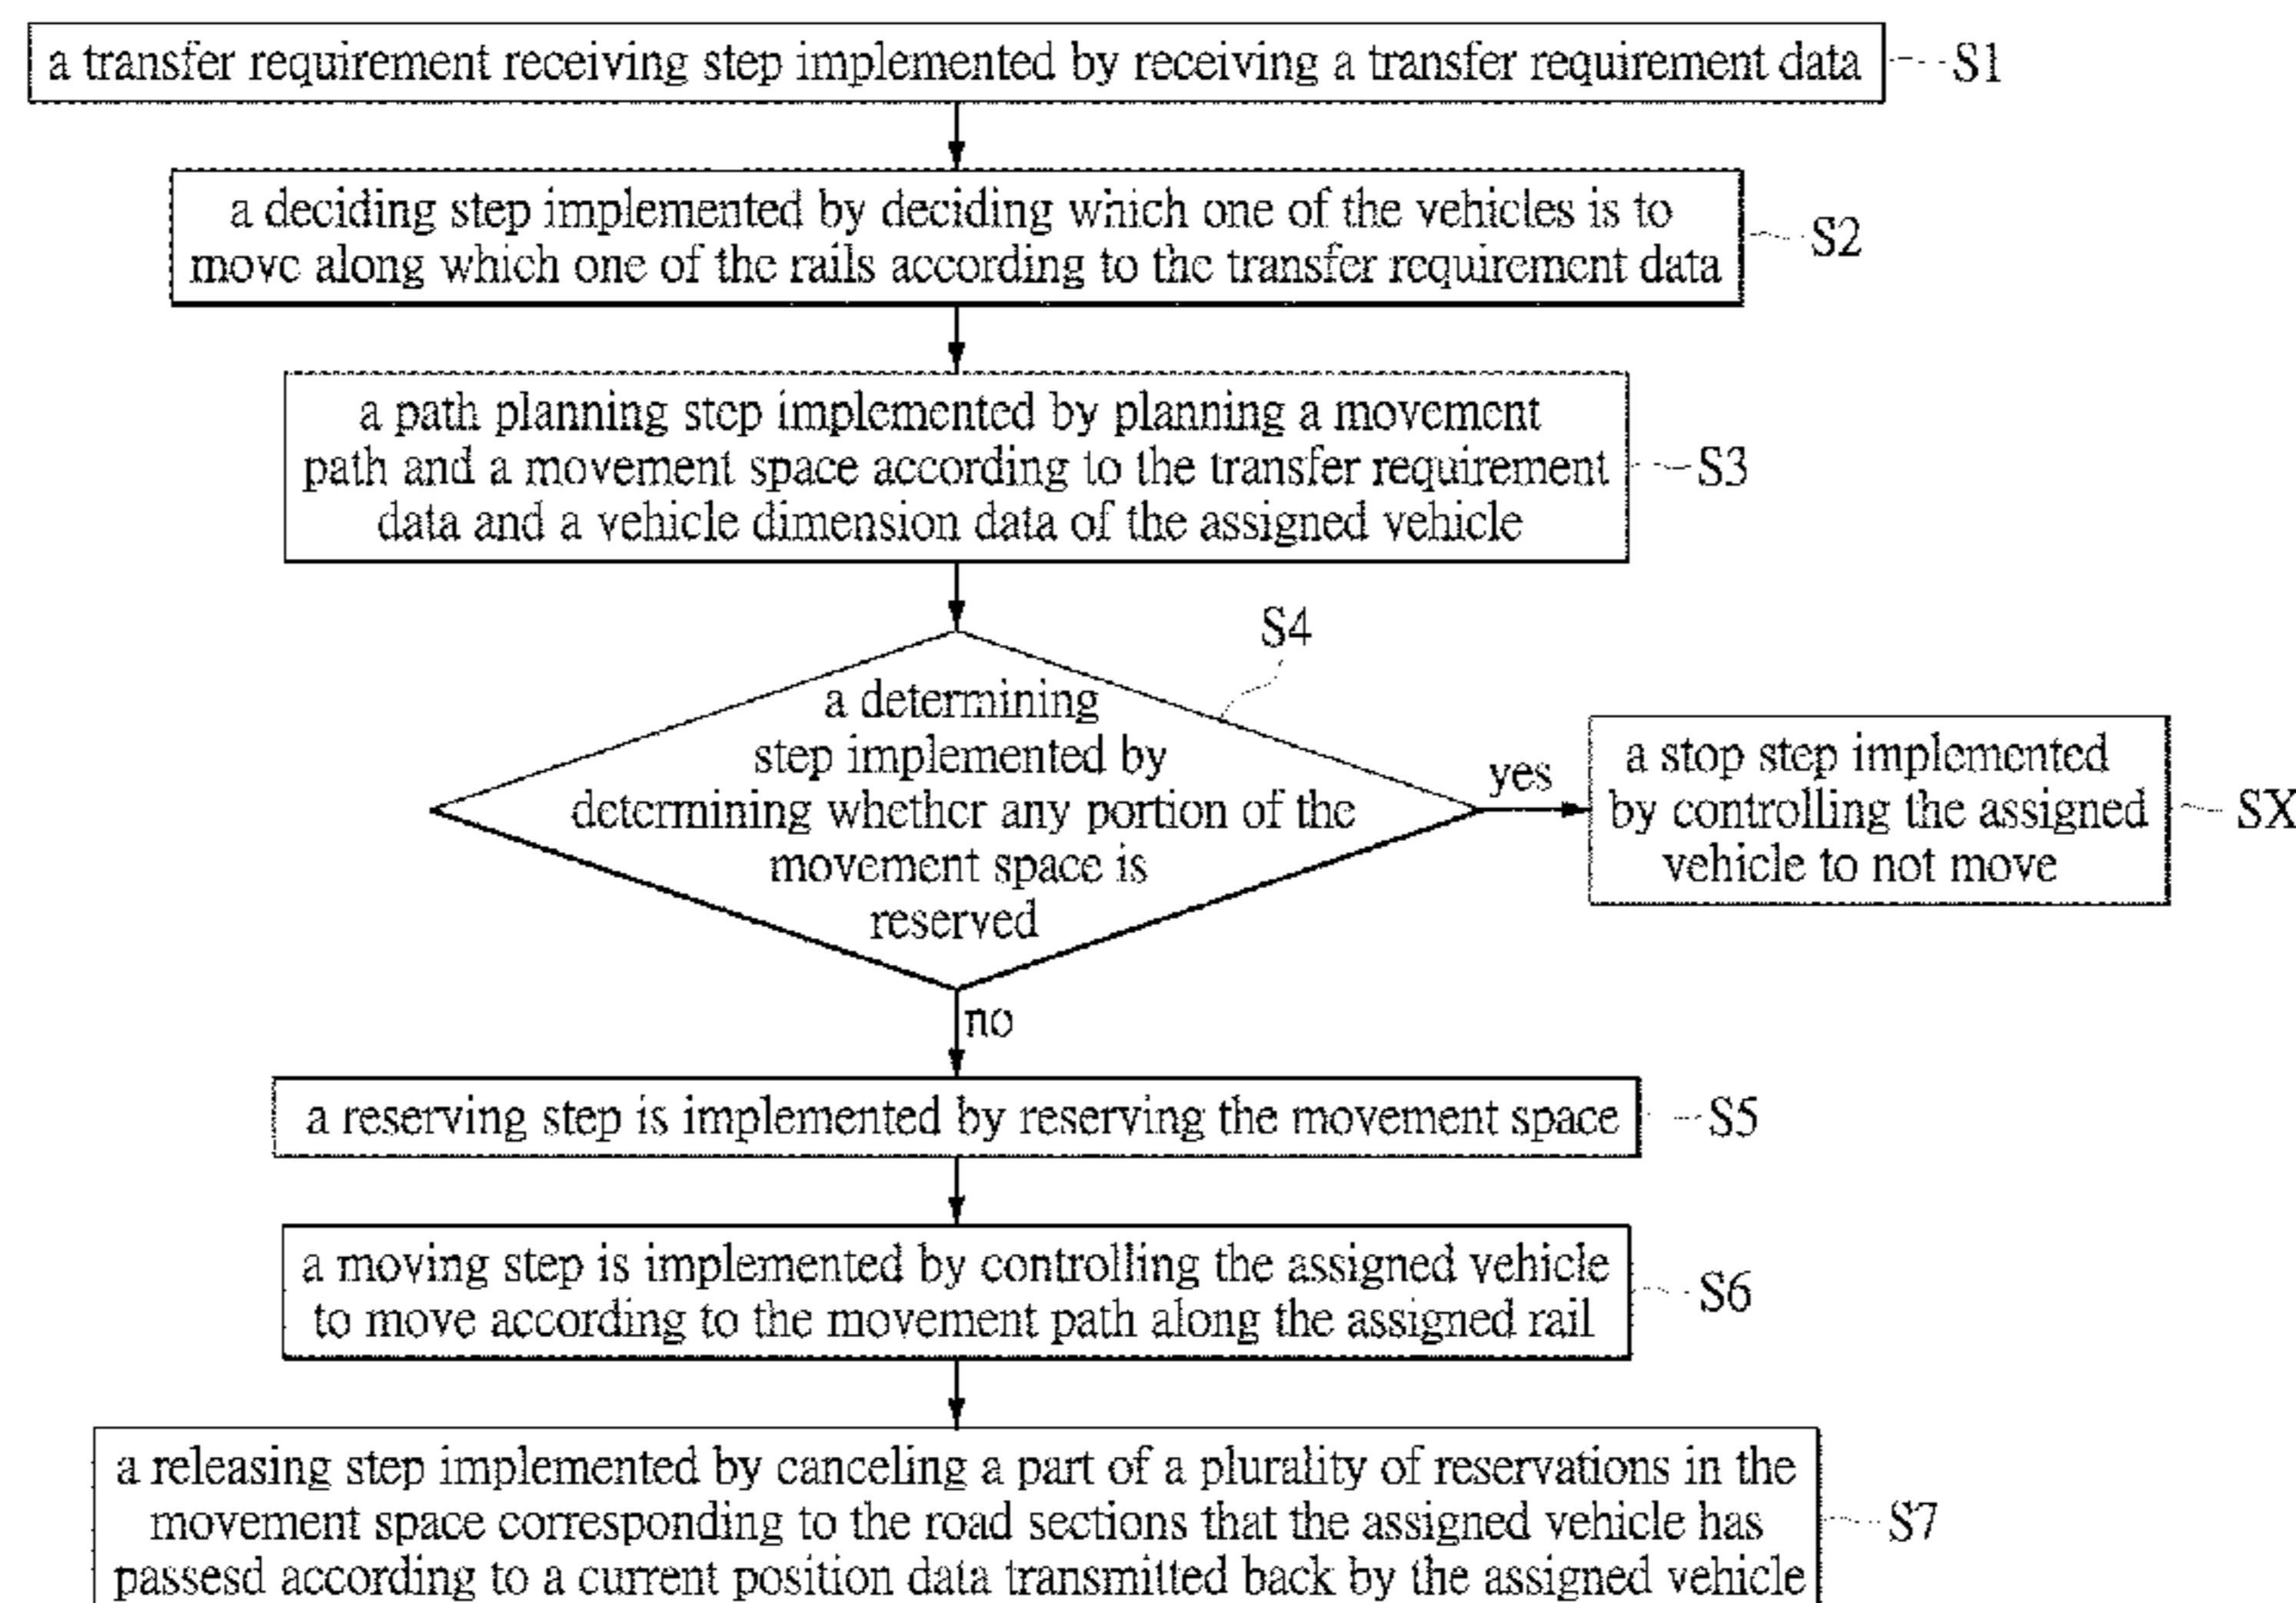 a transfer requirement receiving step implemented by receiving a transfer requirement data
S1
a deciding step implemented by deciding which one of the vehicles is to
move along which one of the rails according to the transfer requirement data
S2
a path planning step implemented by planning a movement
path and a movement space according to the transfer requirement
data and a vehicle dimension data of the assigned vehicle
S3
S4
a determining
step implemented by
determining whether any portion of the
movement space is
reserved
yes
a stop step implemented
by controlling the assigned
vehicle to not move
SX
no
a reserving step is implemented by reserving the movement space
S5
a moving step is implemented by controlling the assigned vehicle
to move according to the movement path along the assigned rail
S6
a releasing step implemented by canceling a part of a plurality of reservations in the
movement space corresponding to the road sections that the assigned vehicle has
passesd according to a current position data transmitted back by the assigned vehicle
S7